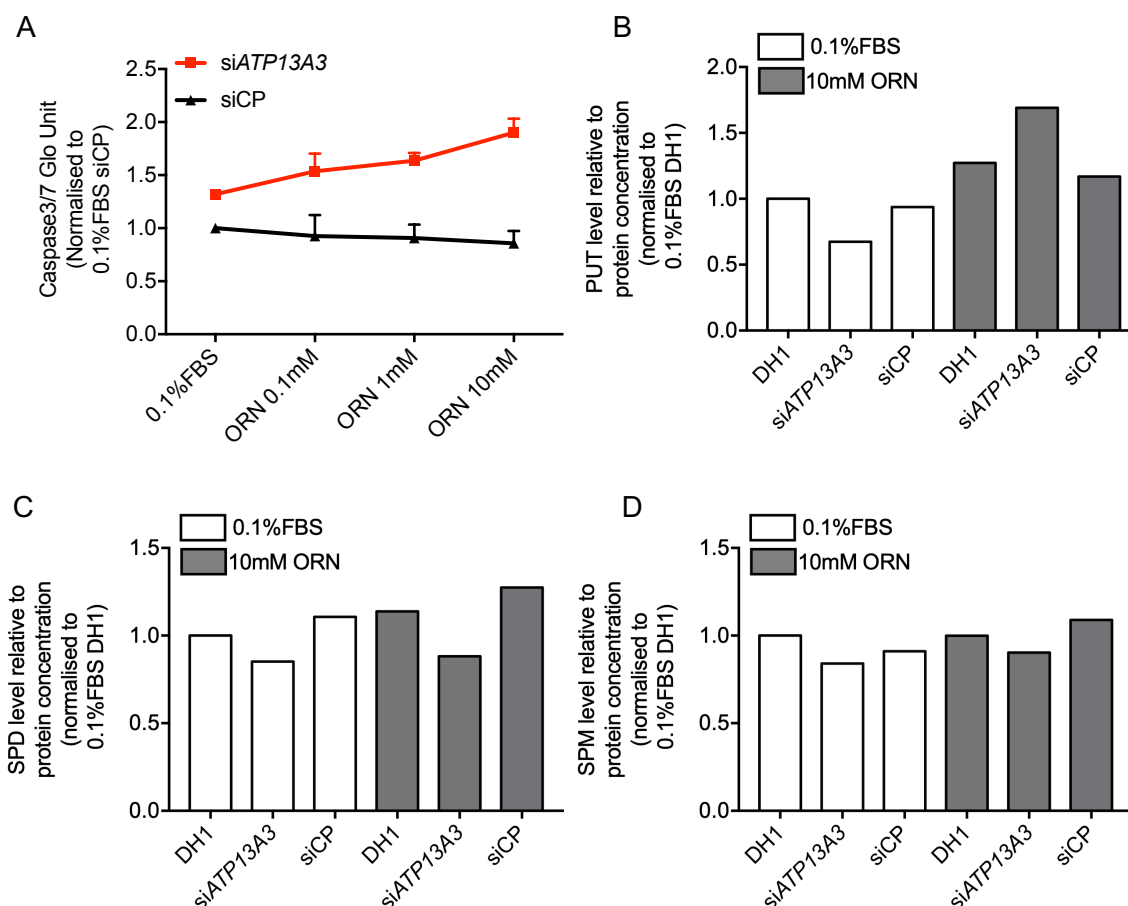 A
siATP13A3
siCP
Caspase3/7 Glo Unit
(Normalised to
0.1%FBS siCP)
2.5
2.0
1.5
1.0
0.5
0.0
0.1%FBS
ORN 0.1mM
ORN 1mM
ORN 10mM
B
0.1%FBS
10mM ORN
PUT level relative to
protein concentration
(normalised to
0.1%FBS DH1)
2.0
1.5
1.0
0.5
0.0
DH1
siATP13A3
siCP
DH1
siATP13A3
siCP
C
0.1%FBS
10mM ORN
SPD level relative to
protein concentration
(normalised to
0.1%FBS DH1)
1.5
1.0
0.5
0.0
DH1
siATP13A3
siCP
DH1
siATP13A3
siCP
D
0.1%FBS
10mM ORN
SPM level relative to
protein concentration
(normalised to
0.1%FBS DH1)
1.5
1.0
0.5
0.0
DH1
siATP13A3
siCP
DH1
siATP13A3
siCP